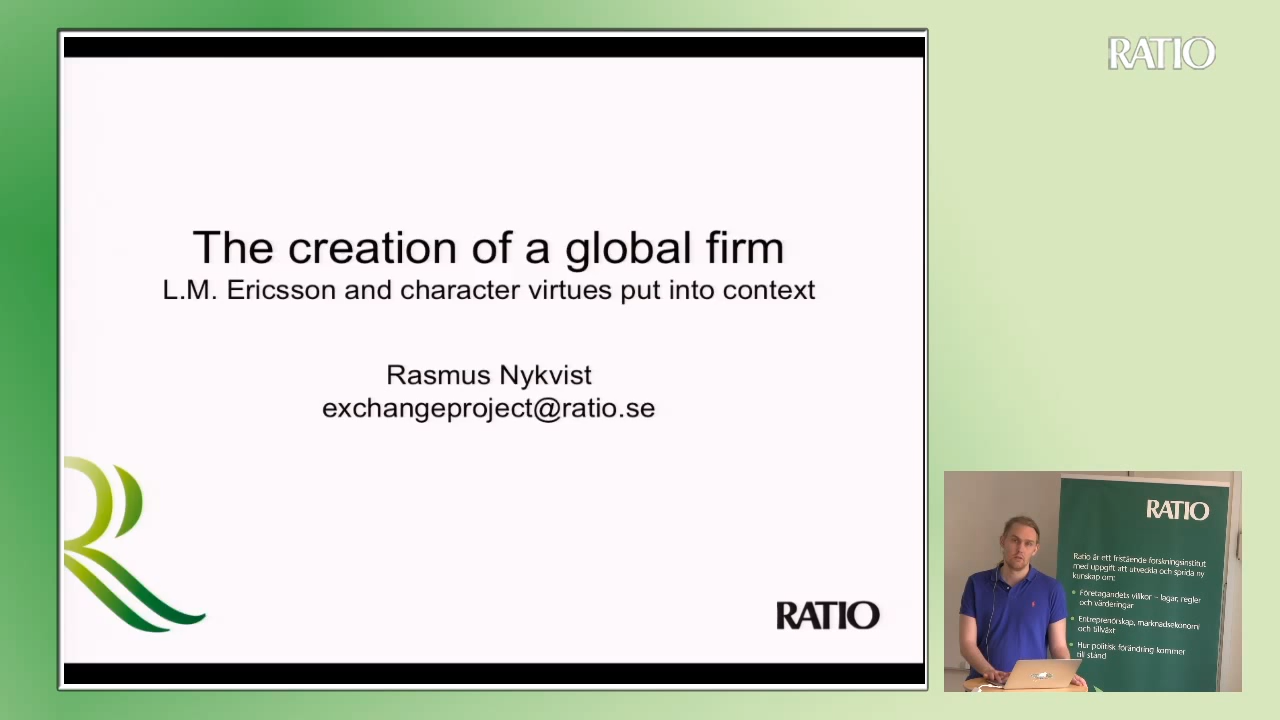 RATIO
The creation of a global firm
L.M. Ericsson and character virtues put into context
Rasmus Nykvist
exchangeproject@ratio.se
RATIO
RATIO
Ratio är ett fristående forskningsinstitut
med uppgift att utveckla och sprida ny
kunskap om:
Företagandets villkor – lagar, regler
och värderingar
Entreprenörskap, marknadsekonomi
och tillväxt
Hur politisk förändring kommer
till stånd